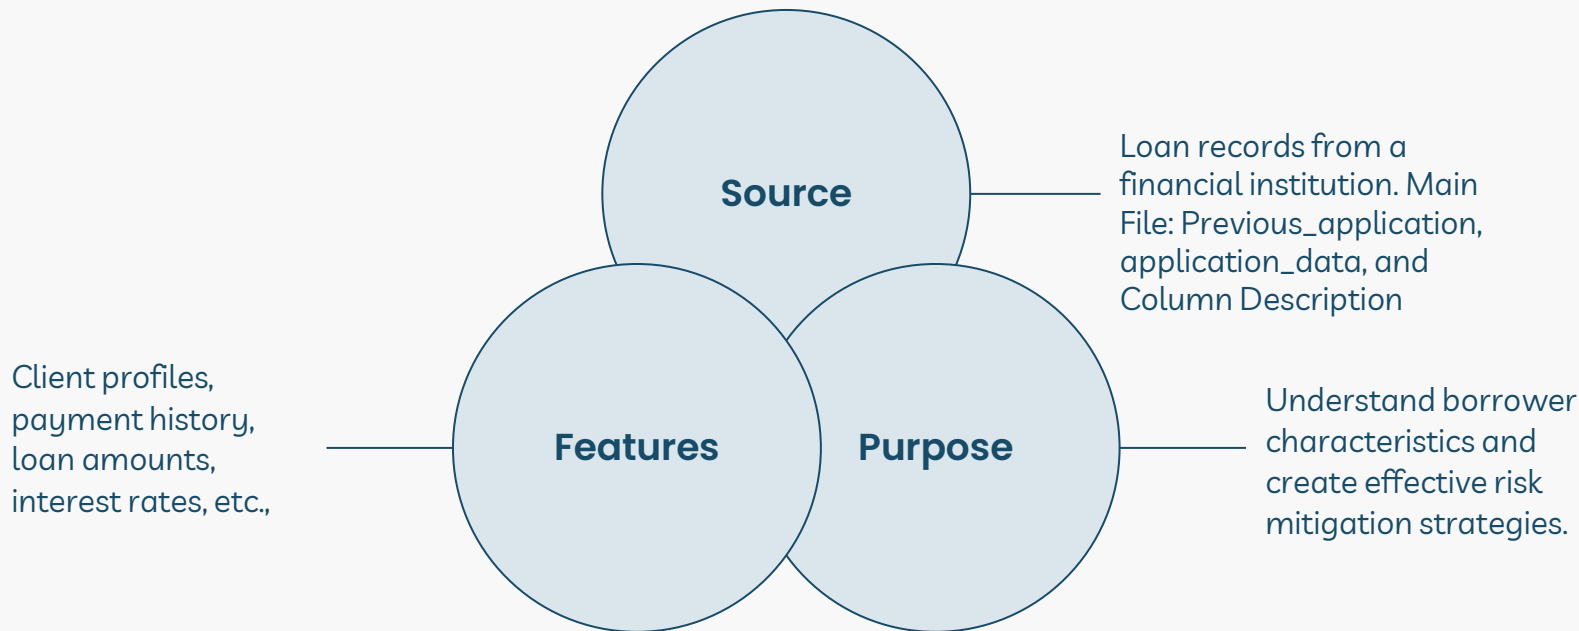 Source
Loan records from a
financial institution. Main
File: Previous_application,
application_data, and
Column Description
Client profiles,
payment history,
loan amounts,
interest rates, etc.,
Features
Purpose
Understand borrower
characteristics and
create effective risk
mitigation strategies.